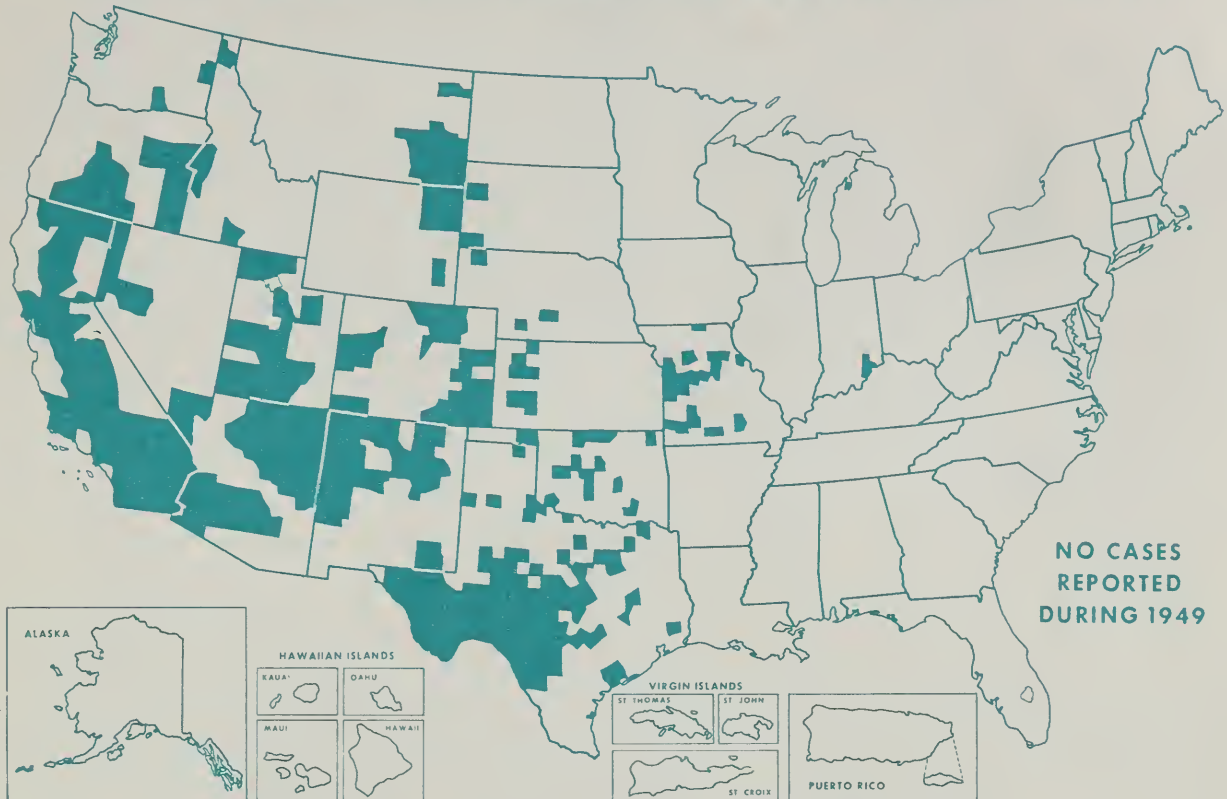 NO CASES
REPORTED
DURING 1949
ALASKA
HAWAIIAN ISLANDS
KAUAI
OAHU
MAUI
HAWAII
VIRGIN ISLANDS
ST THOMAS
ST JOHN
ST CROIX
PUERTO RICO